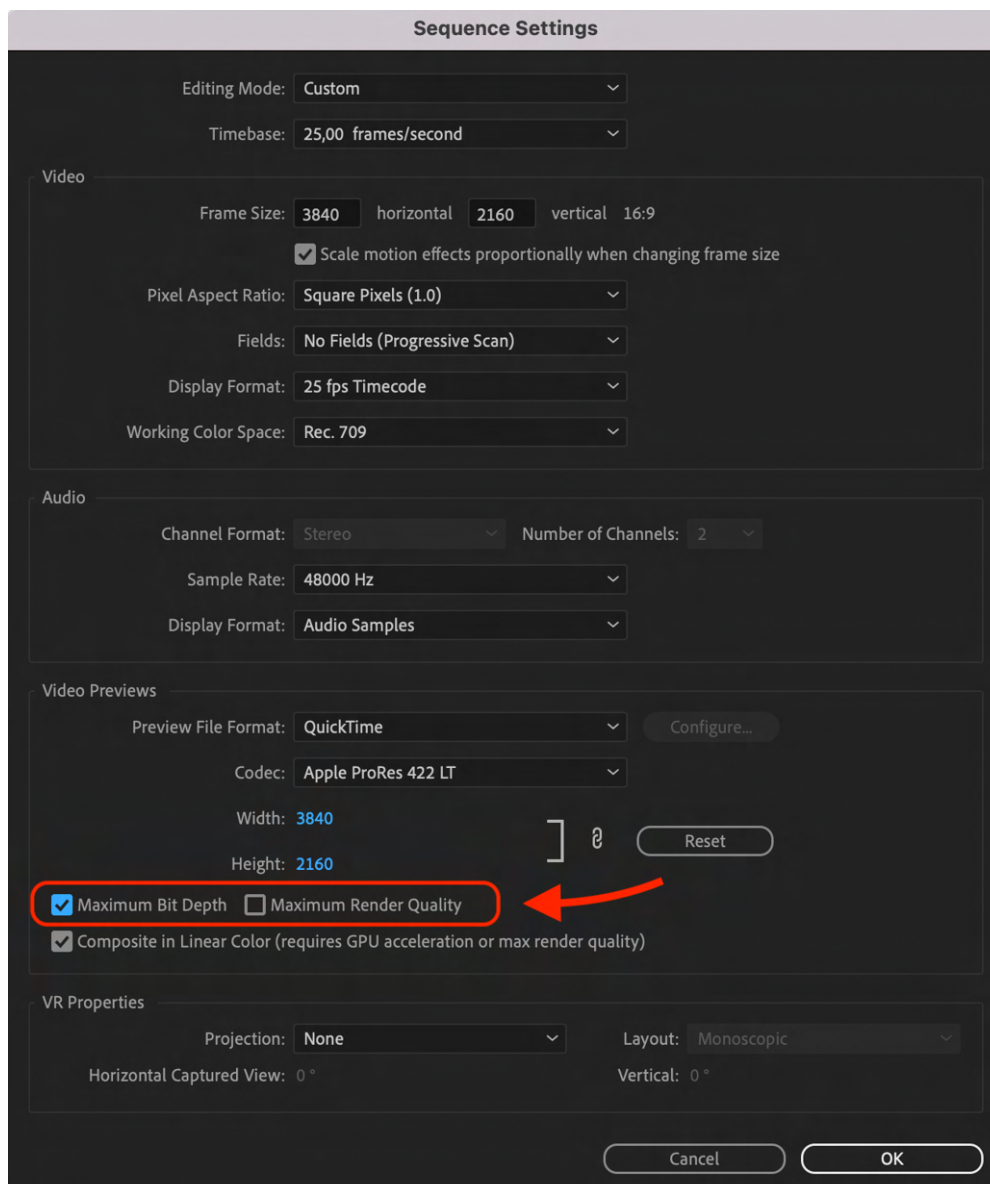 Sequence Settings
Editing Mode: Custom
Timebase: 25,00 frames/second
Video
Frame Size: 3840 horizontal 2160 vertical 16:9
Scale motion effects proportionally when changing frame size
Pixel Aspect Ratio: Square Pixels (1.0)
Fields: No Fields (Progressive Scan)
Display Format: 25 fps Timecode
Working Color Space: Rec. 709
Audio
Channel Format: Stereo Number of Channels: 2
Sample Rate: 48000 Hz
Display Format: Audio Samples
Video Previews
Preview File Format: QuickTime Configure...
Codec: Apple ProRes 422 LT
Width: 3840
Reset
Height: 2160
Maximum Bit Depth Maximum Render Quality
Composite in Linear Color (requires GPU acceleration or max render quality)
VR Properties
Projection: None Layout: Monoscopic
Horizontal Captured View: 0 ° Vertical: 0 °
Cancel OK